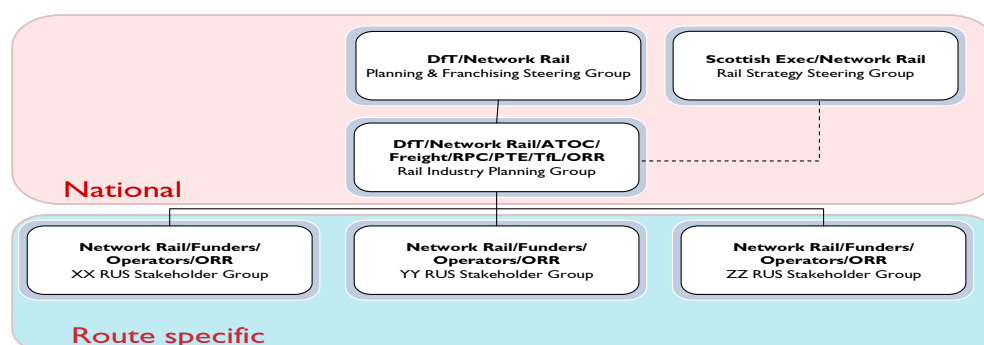 DfT/Network Rail
Planning & Franchising Steering Group
Scottish Exec/Network Rail
Rail Strategy Steering Group
DfT/Network Rail/ATOC/
Freight/RPC/PTE/TfL/ORR
Rail Industry Planning Group
National
Network Rail/Funders/
Operators/ORR
XX RUS Stakeholder Group
Network Rail/Funders/
Operators/ORR
YY RUS Stakeholder Group
Network Rail/Funders/
Operators/ORR
ZZ RUS Stakeholder Group
Route specific